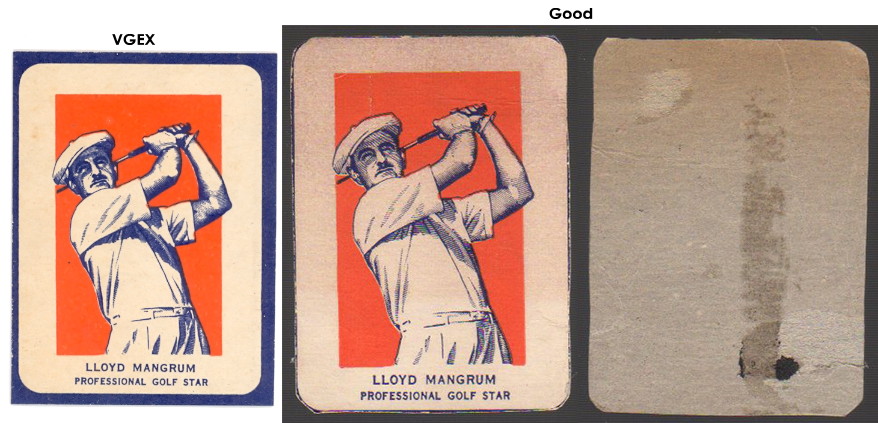 VGEX
Good
LLOYD MANGRUM
PROFESSIONAL GOLF STAR
LLOYD MANGRUM
PROFESSIONAL GOLF STAR